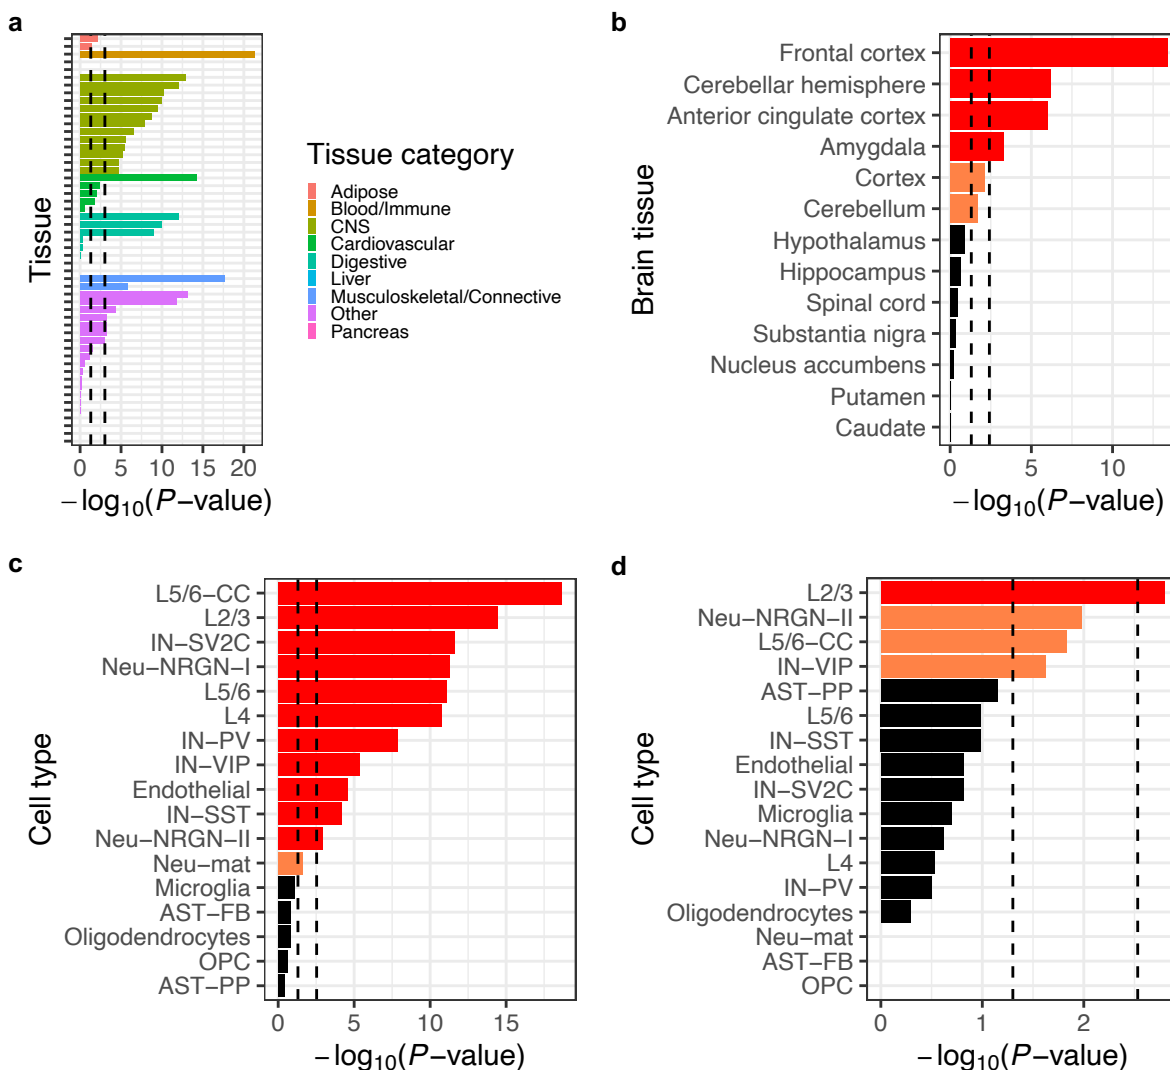 a
Tissue
0 5 10 15 20
−log10(P−value)
Tissue category
Adipose
Blood/Immune
CNS
Cardiovascular
Digestive
Liver
Musculoskeletal/Connective
Other
Pancreas
b
Brain tissue
Frontal cortex
Cerebellar hemisphere
Anterior cingulate cortex
Amygdala
Cortex
Cerebellum
Hypothalamus
Hippocampus
Spinal cord
Substantia nigra
Nucleus accumbens
Putamen
Caudate
0 5 10
−log10(P−value)
c
Cell type
L5/6−CC
L2/3
IN−SV2C
Neu−NRGN−I
L5/6
L4
IN−PV
IN−VIP
Endothelial
IN−SST
Neu−NRGN−II
Neu−mat
Microglia
AST−FB
Oligodendrocytes
OPC
AST−PP
0 5 10 15
−log10(P−value)
d
Cell type
L2/3
Neu−NRGN−II
L5/6−CC
IN−VIP
AST−PP
L5/6
IN−SST
Endothelial
IN−SV2C
Microglia
Neu−NRGN−I
L4
IN−PV
Oligodendrocytes
Neu−mat
AST−FB
OPC
0 1 2
−log10(P−value)